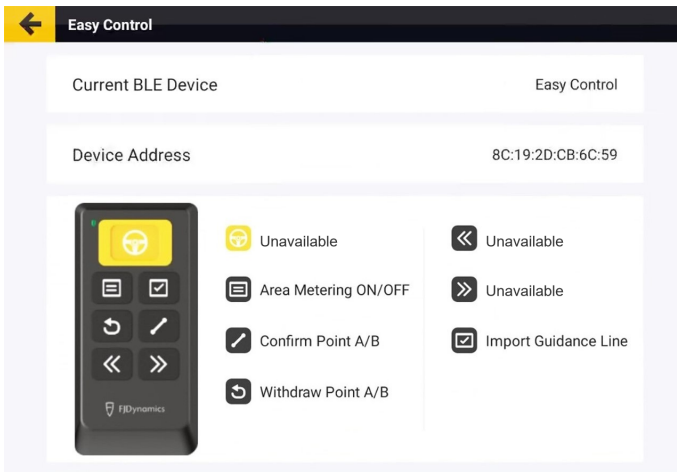 Easy Control
Current BLE Device Easy Control
Device Address 8C:19:2D:CB:6C:59
FJDynamics
Unavailable
Area Metering ON/OFF
Confirm Point A/B
Withdraw Point A/B
Unavailable
Unavailable
Import Guidance Line